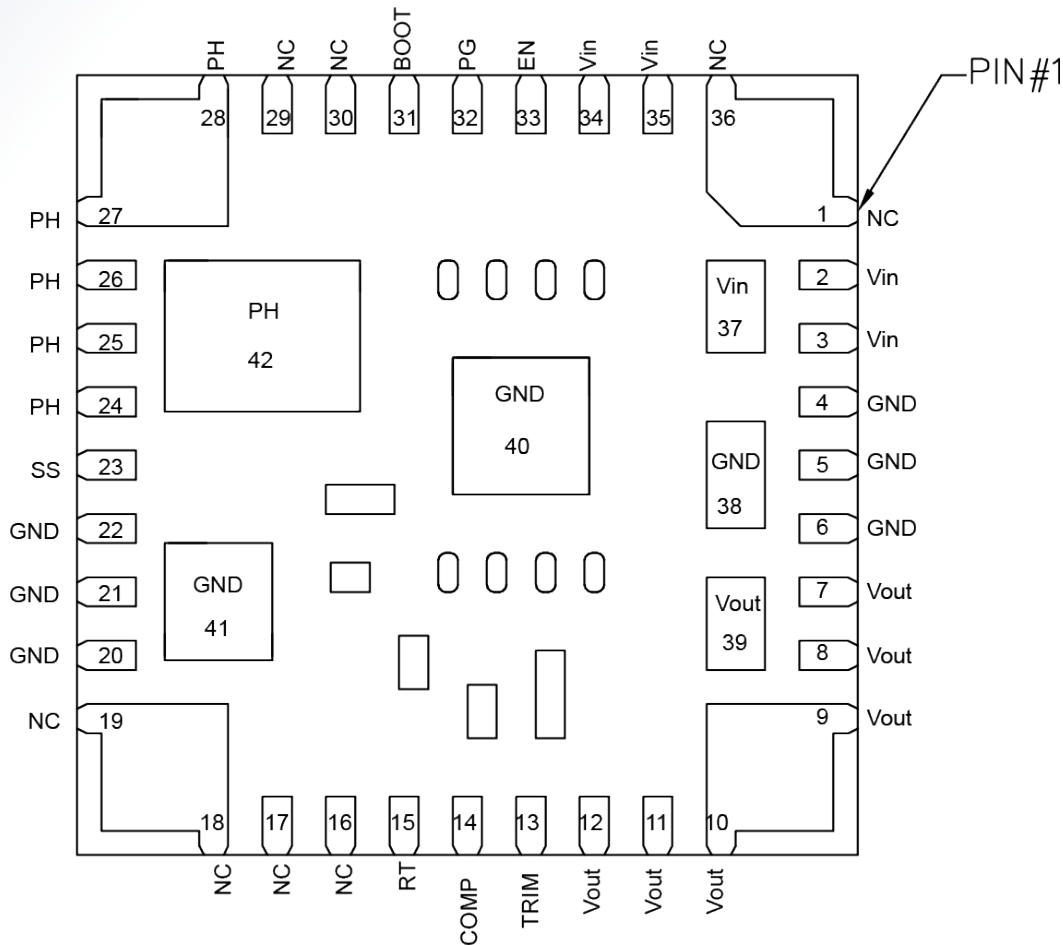 PH NC NC BOOT PG EN Vin Vin NC
PIN#1
28 29 30 31 32 33 34 35 36
PH 27 1 NC
PH 26 2 Vin
PH 25 3 Vin
PH 24 4 GND
SS 23 5 GND
GND 22 6 GND
GND 21 7 Vout
GND 20 8 Vout
NC 19 9 Vout
PH
42
Vin
37
GND
40
GND
38
GND
41
Vout
39
18 17 16 15 14 13 12 11 10
NC NC NC RT COMP TRIM Vout Vout Vout